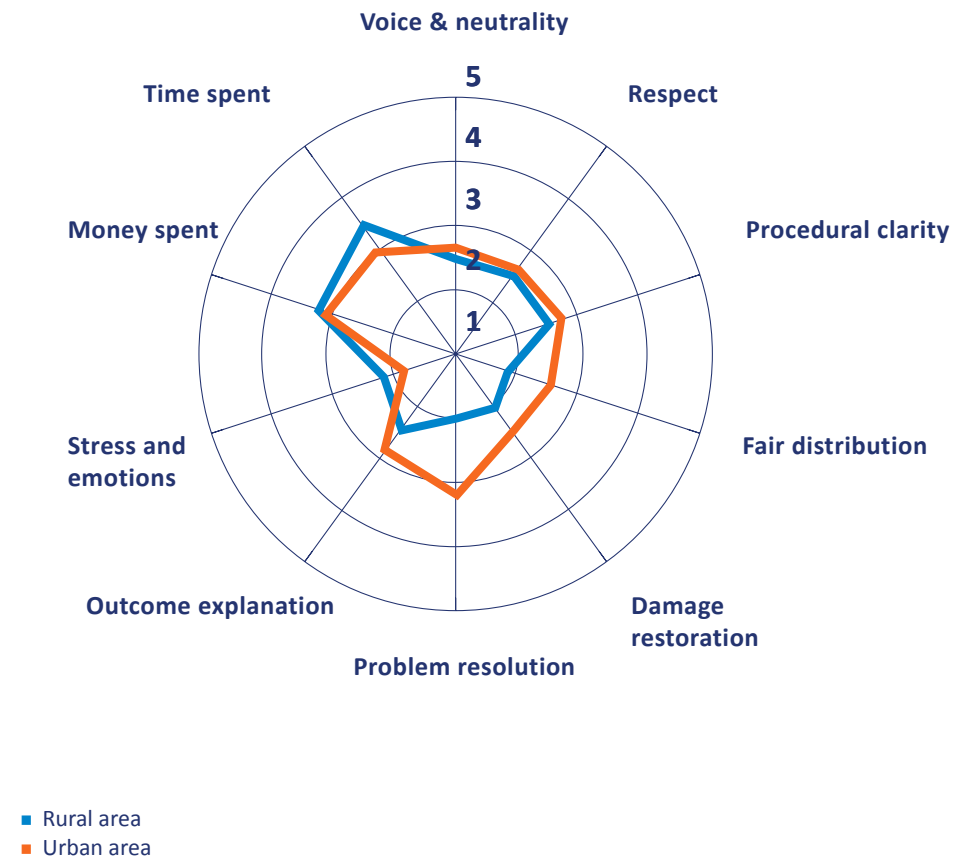 Voice & neutrality
5
Time spent
Respect
4
3
Money spent
Procedural clarity
2
1
Stress and
emotions
Fair distribution
Outcome explanation
Damage
restoration
Problem resolution
Rural area
Urban area